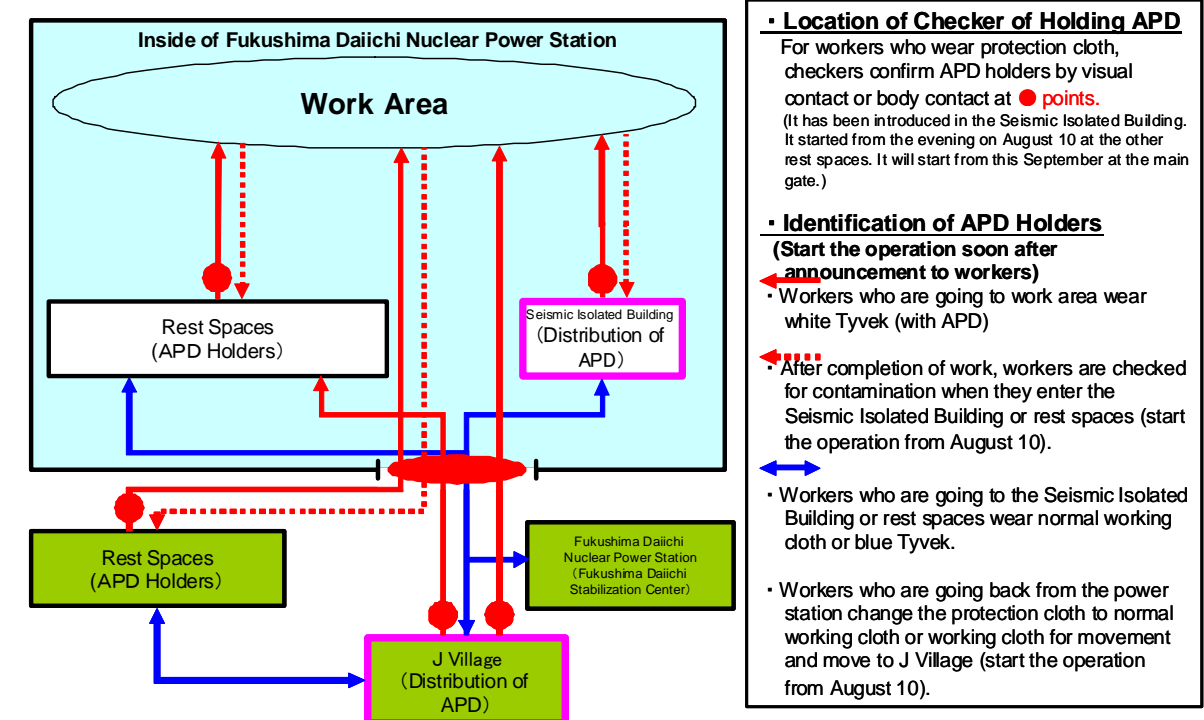 Inside of Fukushima Daiichi Nuclear Power Station
Work Area
Rest Spaces
(APD Holders)
Seismic Isolated Building
(Distribution of
APD)
Rest Spaces
(APD Holders)
Fukushima Daiichi
Nuclear Power Station
(Fukushima Daiichi
Stabilization Center)
J Village
(Distribution of
APD)
・Location of Checker of Holding APD
For workers who wear protection cloth,
checkers confirm APD holders by visual
contact or body contact at ● points.
(It has been introduced in the Seismic Isolated Building.
It started from the evening on August 10 at the other
rest spaces. It will start from this September at the main
gate.)
・Identification of APD Holders
(Start the operation soon after
announcement to workers)
・Workers who are going to work area wear
white Tyvek (with APD)
・After completion of work, workers are checked
for contamination when they enter the
Seismic Isolated Building or rest spaces (start
the operation from August 10).
・Workers who are going to the Seismic Isolated
Building or rest spaces wear normal working
cloth or blue Tyvek.
・Workers who are going back from the power
station change the protection cloth to normal
working cloth or working cloth for movement
and move to J Village (start the operation
from August 10).